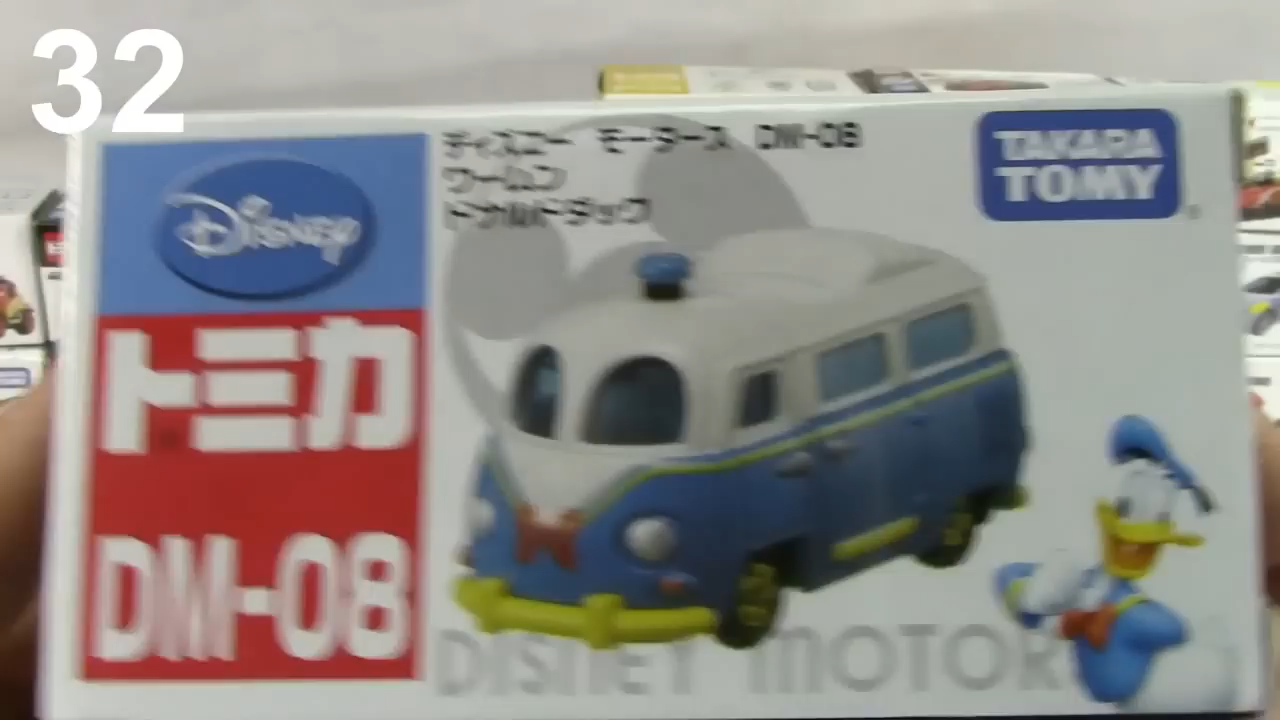 32
ディズニー モータース DM-08
ワームン
ドナルドダック
TAKARA
TOMY
Disney
トミカ
DM-08
DISNEY MOTOR